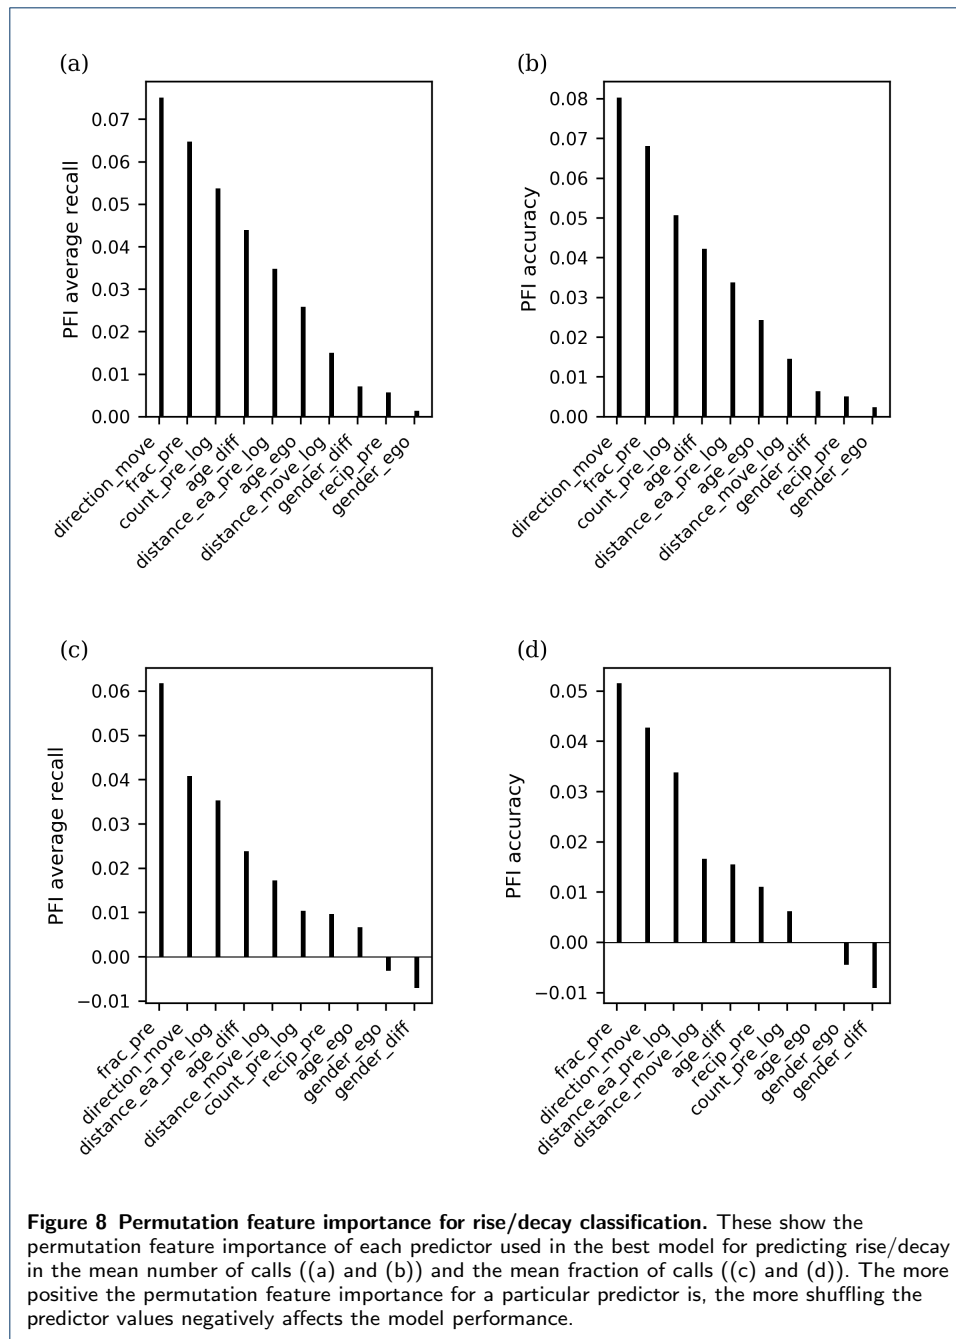 (a)
PFI average recall
0.07
0.06
0.05
0.04
0.03
0.02
0.01
0.00
direction_move
frac_pre
count_pre_log
age_diff
distance_ea_pre_log
age_ego
distance_move_log
gender_diff
recip_pre
gender_ego
(b)
PFI accuracy
0.08
0.07
0.06
0.05
0.04
0.03
0.02
0.01
0.00
direction_move
frac_pre
count_pre_log
age_diff
distance_ea_pre_log
age_ego
distance_move_log
gender_diff
recip_pre
gender_ego
(c)
PFI average recall
0.06
0.05
0.04
0.03
0.02
0.01
0.00
−0.01
frac_pre
direction_move
distance_ea_pre_log
age_diff
distance_move_log
count_pre_log
recip_pre
age_ego
gender_ego
gender_diff
(d)
PFI accuracy
0.05
0.04
0.03
0.02
0.01
0.00
−0.01
frac_pre
direction_move
distance_ea_pre_log
distance_move_log
age_diff
recip_pre
count_pre_log
age_ego
gender_ego
gender_diff
Figure 8 Permutation feature importance for rise/decay classification. These show the
permutation feature importance of each predictor used in the best model for predicting rise/decay
in the mean number of calls ((a) and (b)) and the mean fraction of calls ((c) and (d)). The more
positive the permutation feature importance for a particular predictor is, the more shuffling the
predictor values negatively affects the model performance.